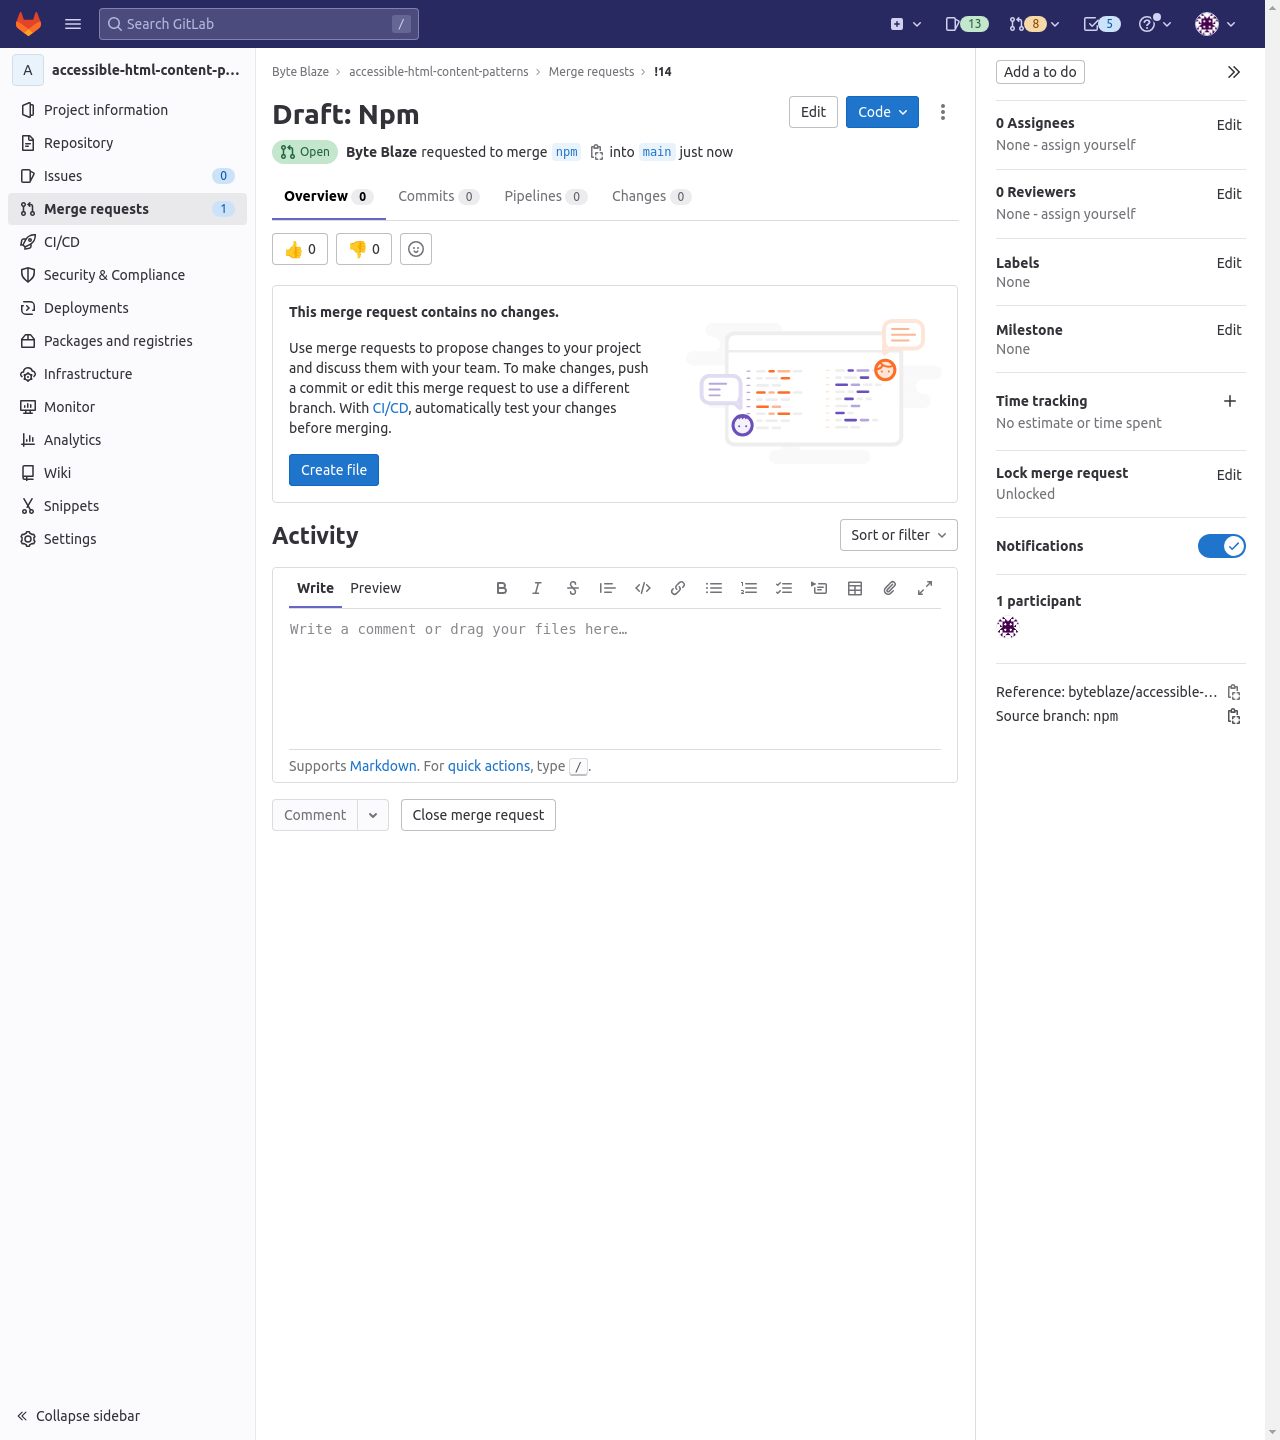 Search GitLab
/
13
8
5
A
accessible-html-content-p...
Project information
Repository
Issues
0
Merge requests
1
CI/CD
Security & Compliance
Deployments
Packages and registries
Infrastructure
Monitor
Analytics
Wiki
Snippets
Settings
Collapse sidebar
Byte Blaze
accessible-html-content-patterns
Merge requests
!14
Draft: Npm
Edit
Code
Open
Byte Blaze requested to merge npm into main just now
Overview 0
Commits 0
Pipelines 0
Changes 0
👍 0
👎 0
This merge request contains no changes.
Use merge requests to propose changes to your project
and discuss them with your team. To make changes, push
a commit or edit this merge request to use a different
branch. With CI/CD, automatically test your changes
before merging.
Create file
Activity
Sort or filter
Write
Preview
Write a comment or drag your files here…
Supports Markdown. For quick actions, type /.
Comment
Close merge request
Add a to do
0 Assignees
Edit
None - assign yourself
0 Reviewers
Edit
None - assign yourself
Labels
Edit
None
Milestone
Edit
None
Time tracking
No estimate or time spent
Lock merge request
Edit
Unlocked
Notifications
1 participant
Reference: byteblaze/accessible-...
Source branch: npm